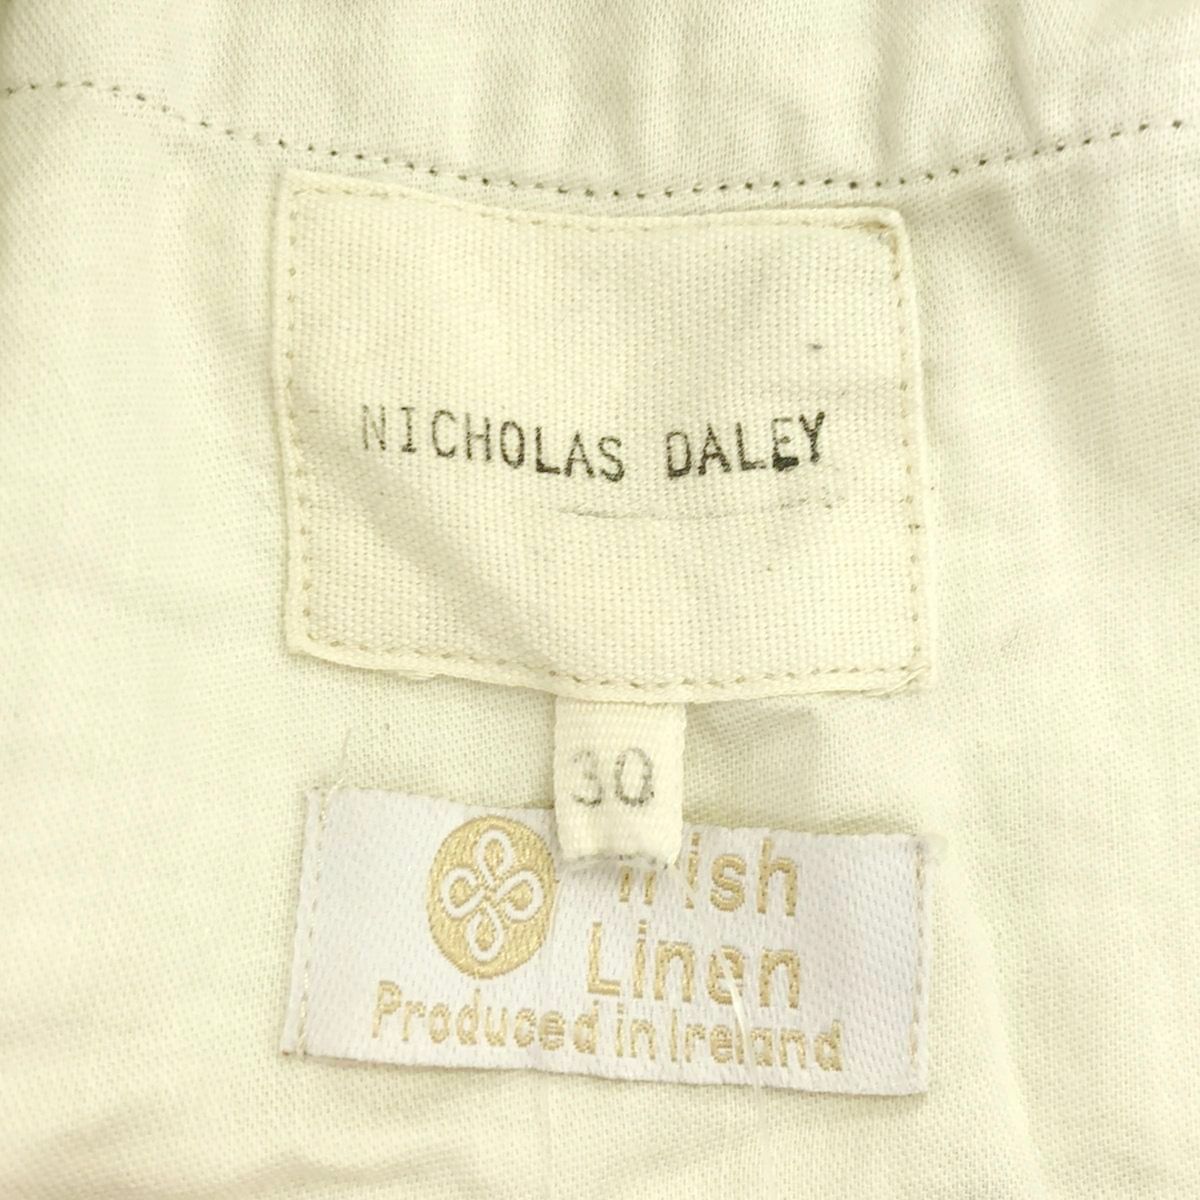 NICHOLAS DALEY
30
Irish
Linen
Produced in Ireland